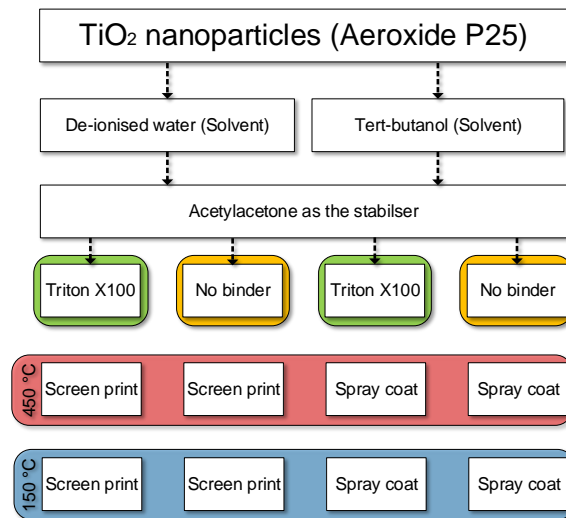 TiO₂ nanoparticles (Aeroxide P25)
De-ionised water (Solvent)
Tert-butanol (Solvent)
Acetylacetone as the stabilser
Triton X100
No binder
Triton X100
No binder
450 °C
Screen print
Screen print
Spray coat
Spray coat
150 °C
Screen print
Screen print
Spray coat
Spray coat